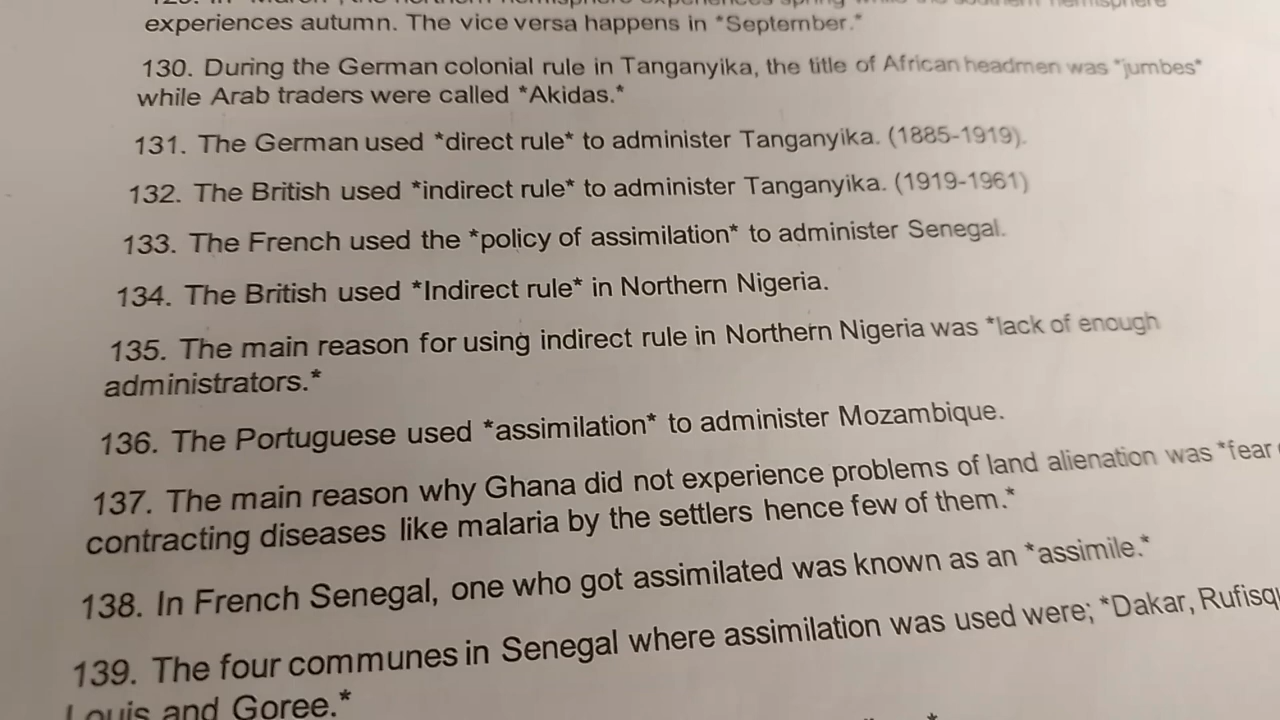 experiences autumn. The vice versa happens in *September.*
130. During the German colonial rule in Tanganyika, the title of African headmen was *jumbes*
while Arab traders were called *Akidas.*
131. The German used *direct rule* to administer Tanganyika. (1885-1919).
132. The British used *indirect rule* to administer Tanganyika. (1919-1961)
133. The French used the *policy of assimilation* to administer Senegal.
134. The British used *Indirect rule* in Northern Nigeria.
135. The main reason for using indirect rule in Northern Nigeria was *lack of enough
administrators.*
136. The Portuguese used *assimilation* to administer Mozambique.
137. The main reason why Ghana did not experience problems of land alienation was *fear
contracting diseases like malaria by the settlers hence few of them.*
138. In French Senegal, one who got assimilated was known as an *assimile.*
139. The four communes in Senegal where assimilation was used were; *Dakar,
Louis and Goree.*